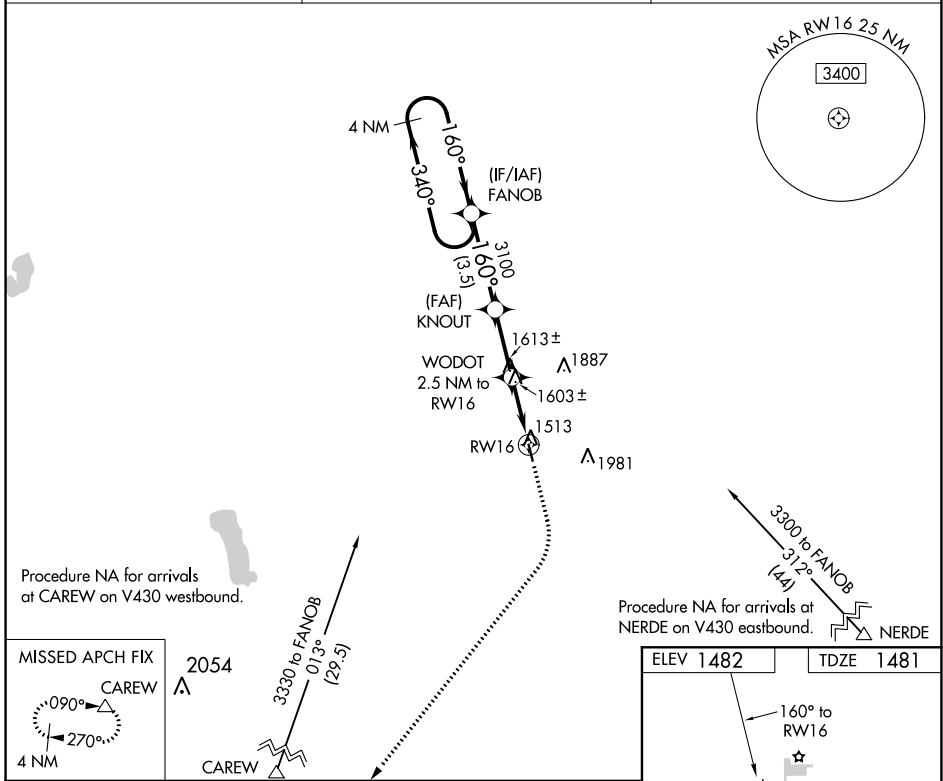 MSA RW16 25 NM
3400
4 NM
160°
340°
(IF/IAF)
FANOB
3100
160°
(3.5)
(FAF)
KNOUT
1613±
WODOT
2.5 NM to
RW16
1887
1603±
1513
RW16
1981
3300 to FANOB
312°
(44)
Procedure NA for arrivals
at CAREW on V430 westbound.
Procedure NA for arrivals at
NERDE on V430 eastbound.
NERDE
3330 to FANOB
013°
(29.5)
MISSED APCH FIX
CAREW
090°
270°
4 NM
2054
CAREW
ELEV 1482
TDZE 1481
160° to
RW16